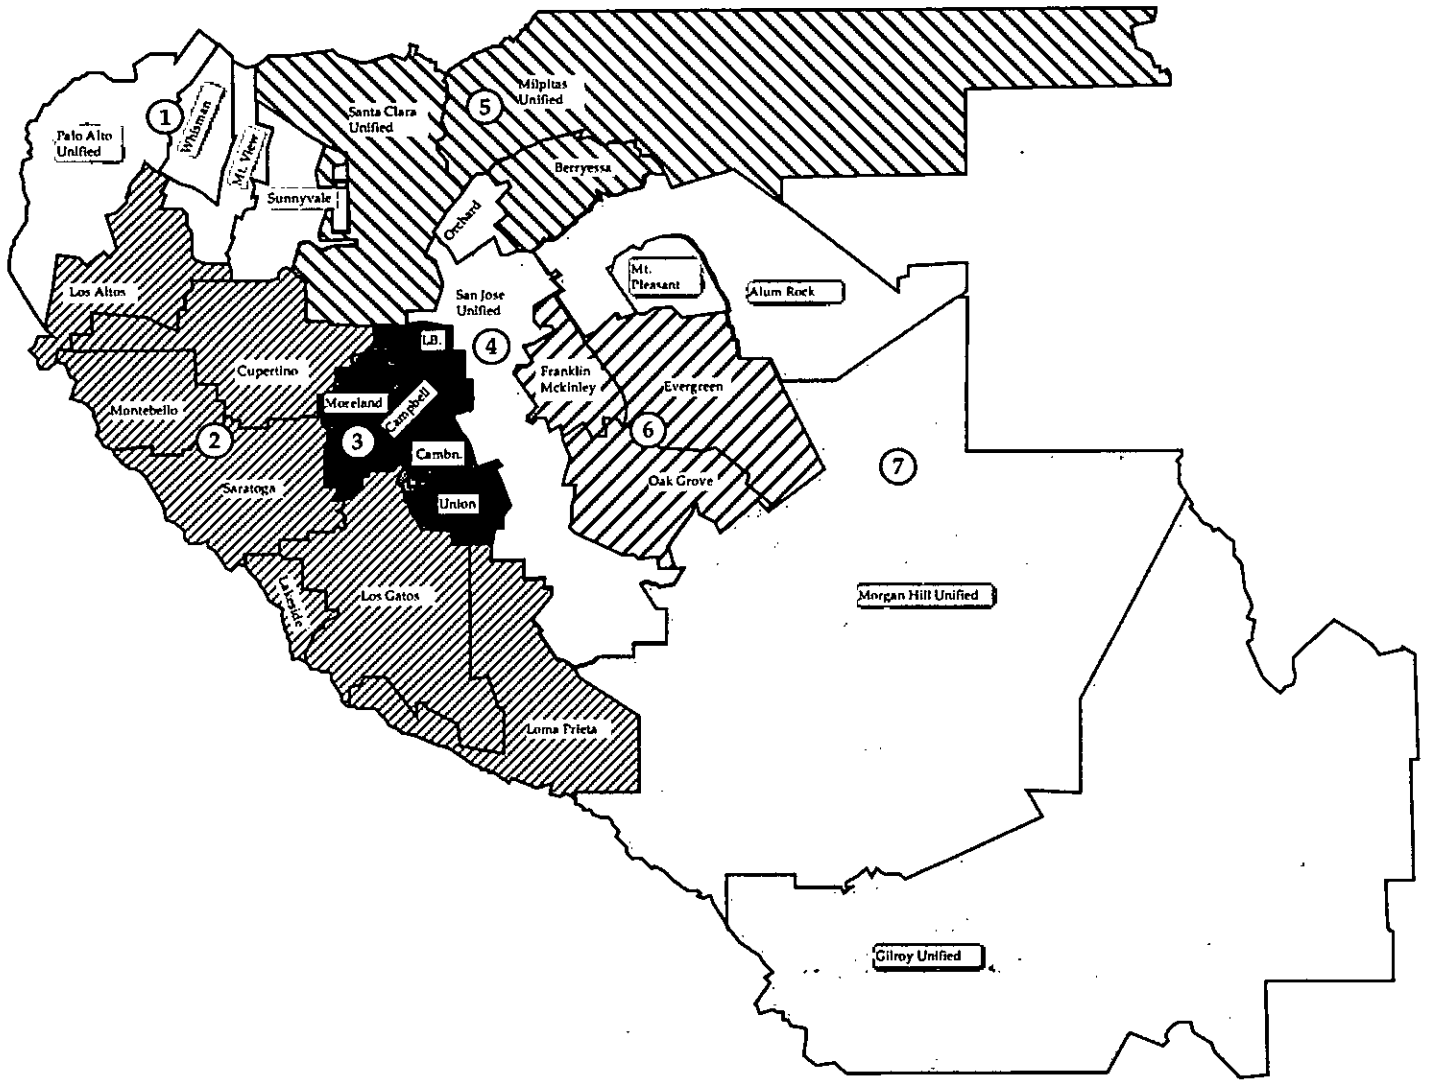 Milpitas
Unified
5
Santa Clara
Unified
1
Whisman
Palo Alto
Unified
Mt. View
Berryessa
Sunnyvale
Orchard
Mt.
Pleasant
Alum Rock
Los Altos
San Jose
Unified
4
L.B.
Cupertino
Franklin
Mckinley
Evergreen
Montebello
Moreland
Campbell
2
3
6
Cambn.
7
Saratoga
Oak Grove
Union
Lakeside
Los Gatos
Morgan Hill Unified
Loma Prieta
Gilroy Unified